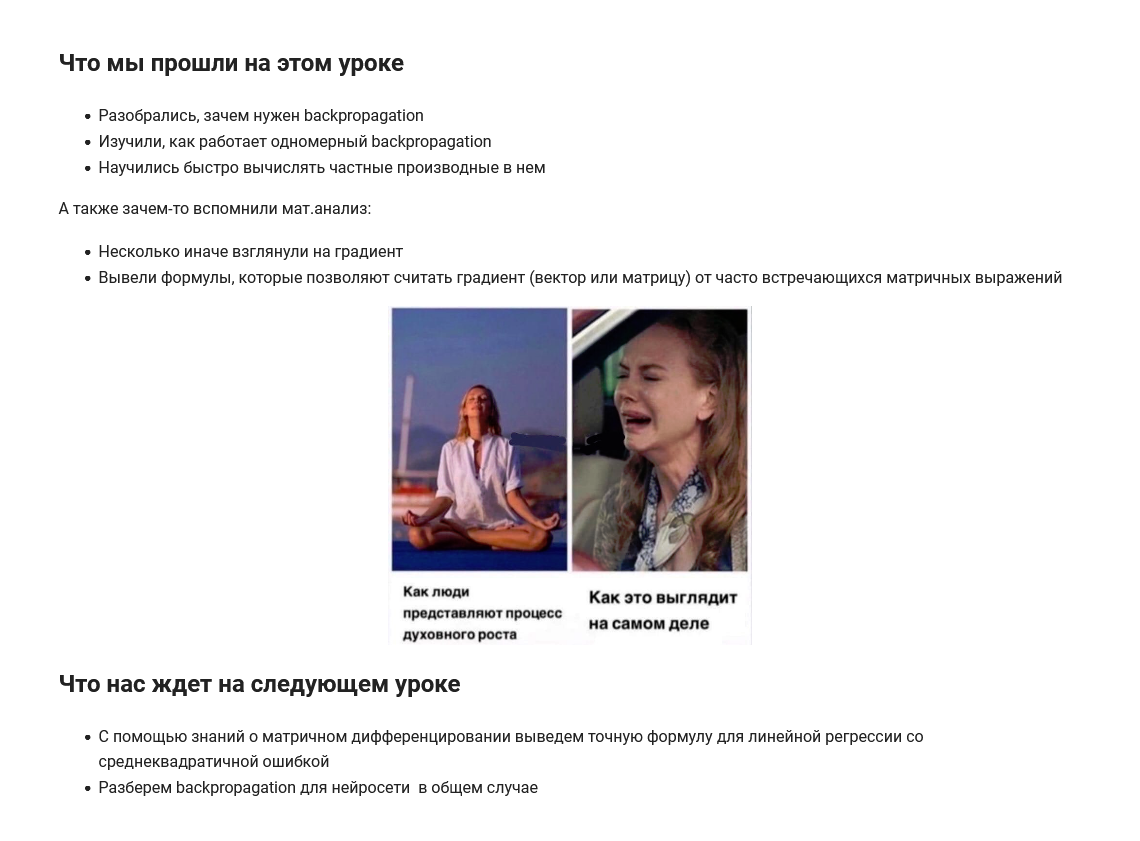 Что мы прошли на этом уроке
Разобрались, зачем нужен backpropagation
Изучили, как работает одномерный backpropagation
Научились быстро вычислять частные производные в нем
А также зачем-то вспомнили мат.анализ:
Несколько иначе взглянули на градиент
Вывели формулы, которые позволяют считать градиент (вектор или матрицу) от часто встречающихся матричных выражений
Как люди
представляют процесс
духовного роста
Как это выглядит
на самом деле
Что нас ждет на следующем уроке
С помощью знаний о матричном дифференцировании выведем точную формулу для линейной регрессии со
среднеквадратичной ошибкой
Разберем backpropagation для нейросети  в общем случае